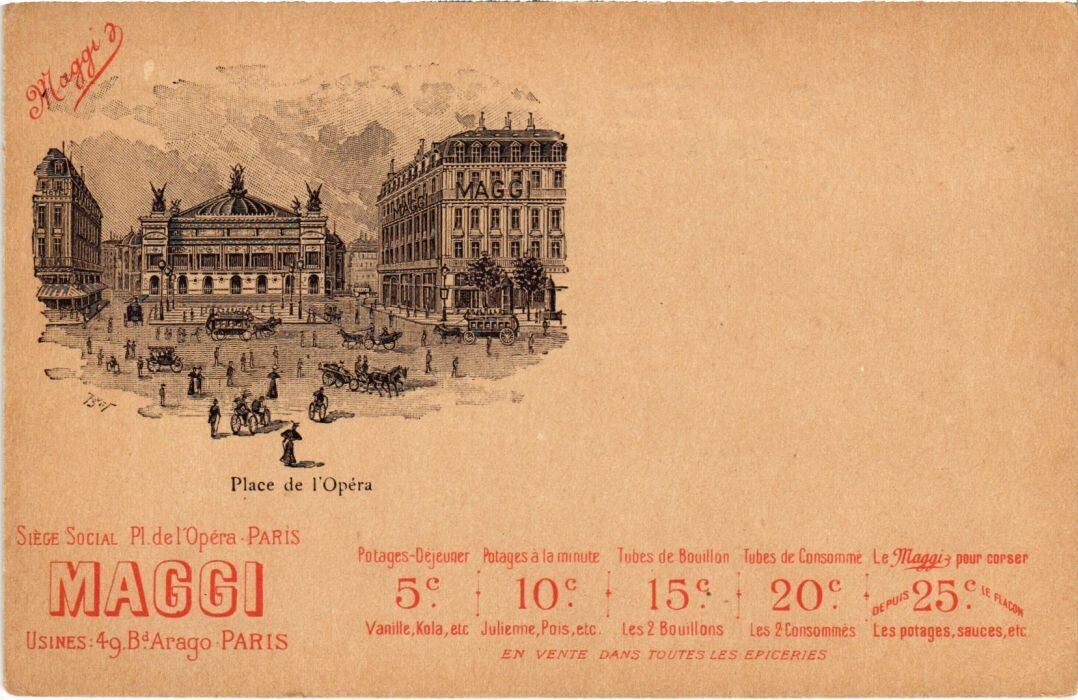 Maggi
MAGGI MAGGI
Place de l'Opéra
SIÈGE SOCIAL Pl. de l'Opéra · PARIS
MAGGI
USINES: 49, Bd Arago · PARIS
Potages-Déjeuner
5c.
Vanille, Kola, etc
Potages à la minute
10c.
Julienne, Pois, etc.
Tubes de Bouillon
15c.
Les 2 Bouillons
Tubes de Consommé
20c.
Les 2 Consommés
Le Maggi pour corser
DEPUIS 25c. LE FLACON
Les potages, sauces, etc.
EN VENTE DANS TOUTES LES EPICERIES